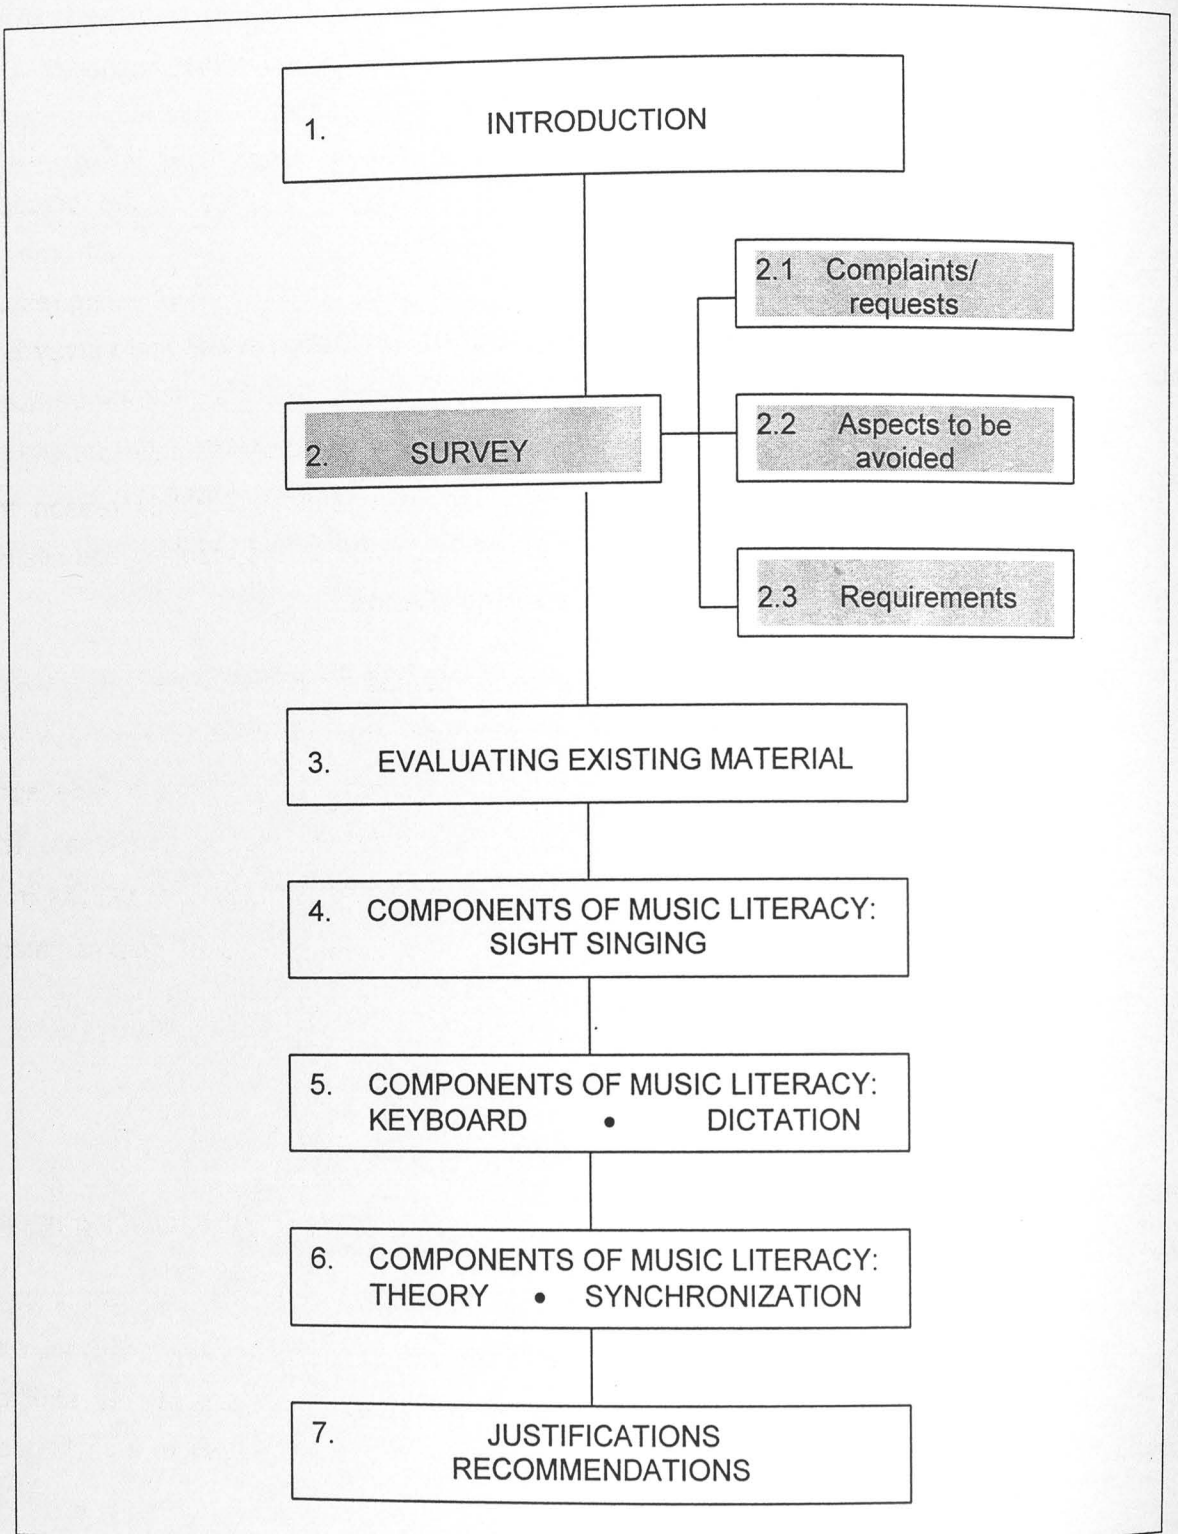 1. INTRODUCTION
2.1 Complaints/
requests
2. SURVEY
2.2 Aspects to be
avoided
2.3 Requirements
3. EVALUATING EXISTING MATERIAL
4. COMPONENTS OF MUSIC LITERACY:
SIGHT SINGING
5. COMPONENTS OF MUSIC LITERACY:
KEYBOARD • DICTATION
6. COMPONENTS OF MUSIC LITERACY:
THEORY • SYNCHRONIZATION
7. JUSTIFICATIONS
RECOMMENDATIONS